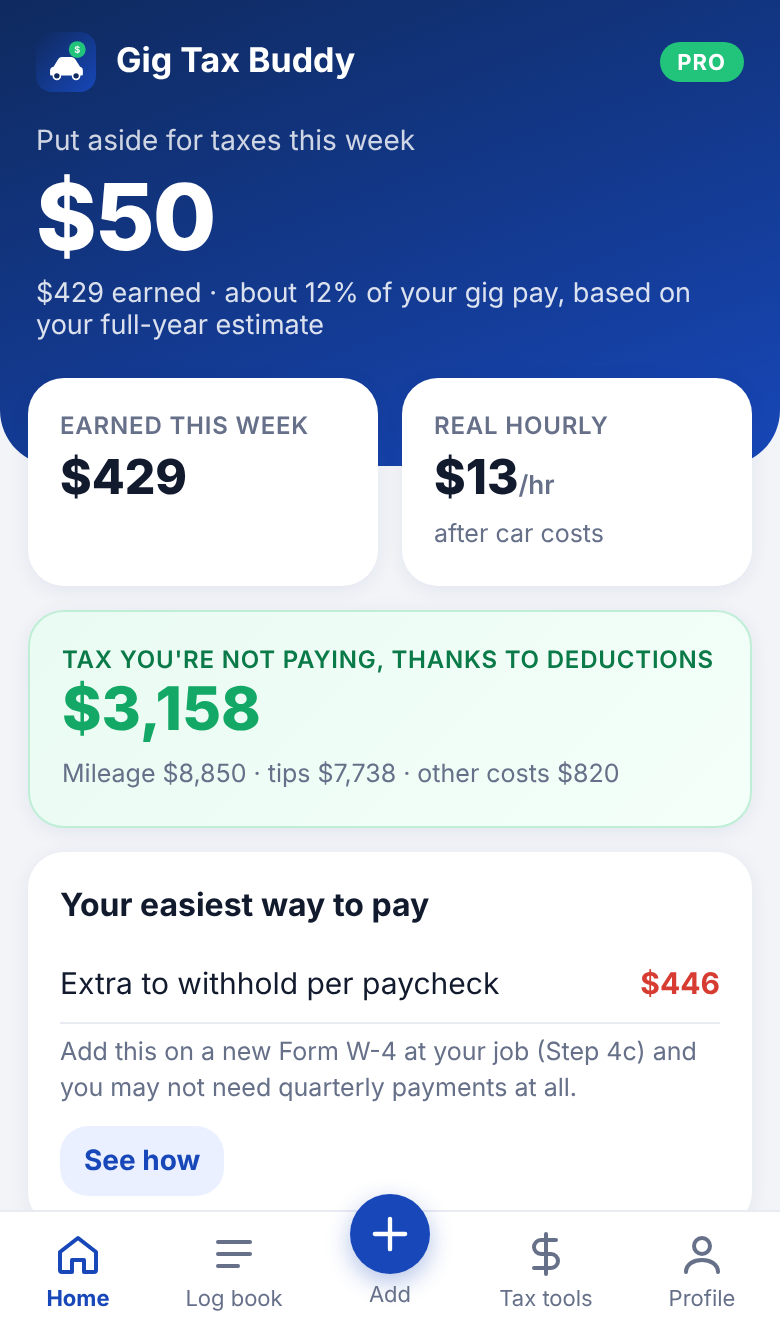 $
Gig Tax Buddy
PRO
Put aside for taxes this week
$50
$429 earned · about 12% of your gig pay, based on
your full-year estimate
EARNED THIS WEEK
$429
REAL HOURLY
$13/hr
after car costs
TAX YOU'RE NOT PAYING, THANKS TO DEDUCTIONS
$3,158
Mileage $8,850 · tips $7,738 · other costs $820
Your easiest way to pay
Extra to withhold per paycheck $446
Add this on a new Form W-4 at your job (Step 4c) and
you may not need quarterly payments at all.
See how
Home
Log book
Add
Tax tools
Profile